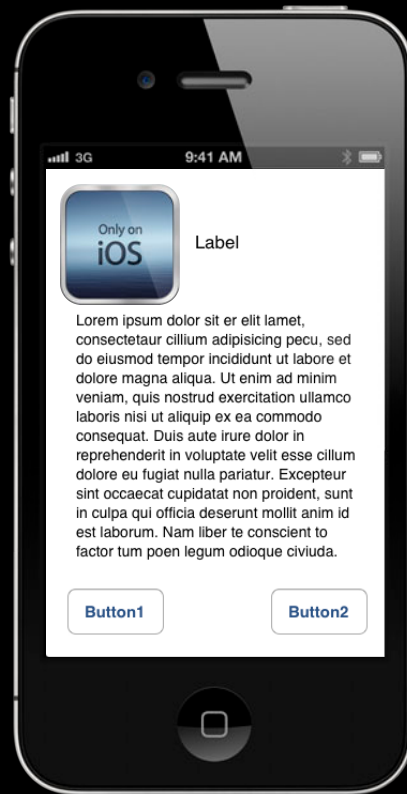 3G
9:41 AM
Only on
iOS
Label
Lorem ipsum dolor sit er elit lamet,
consectetaur cillium adipisicing pecu, sed
do eiusmod tempor incididunt ut labore et
dolore magna aliqua. Ut enim ad minim
veniam, quis nostrud exercitation ullamco
laboris nisi ut aliquip ex ea commodo
consequat. Duis aute irure dolor in
reprehenderit in voluptate velit esse cillum
dolore eu fugiat nulla pariatur. Excepteur
sint occaecat cupidatat non proident, sunt
in culpa qui officia deserunt mollit anim id
est laborum. Nam liber te conscient to
factor tum poen legum odioque civiuda.
Button1
Button2